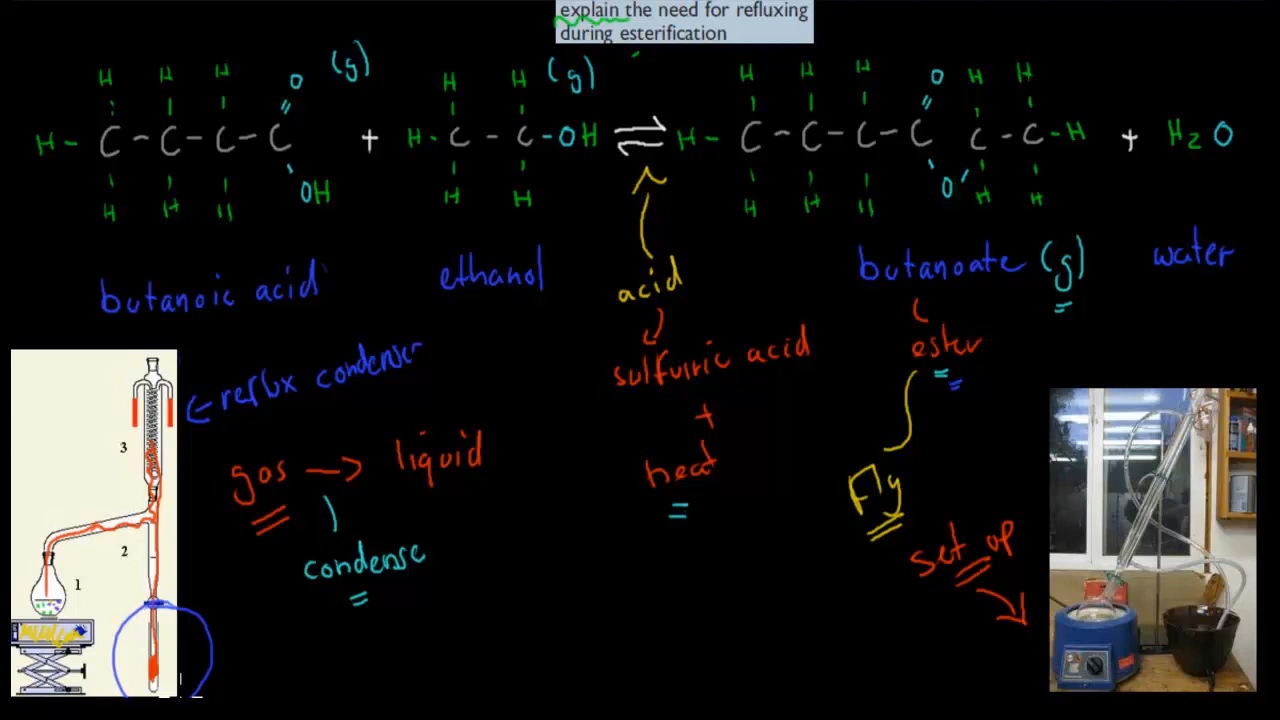 explain the need for refluxing
during esterification
H H H O (g) H H (g) H H H O H H
H - C - C - C - C + H - C - C - OH ⇌ H - C - C - C - C C - C - H + H2O
H H H OH H H H H H O H H
butanoic acid
ethanol
acid
butanoate (g)
water
sulfuric acid
+
heat
ester
Fly
set up
← reflux condenser
gas → liquid
condense
3
2
1